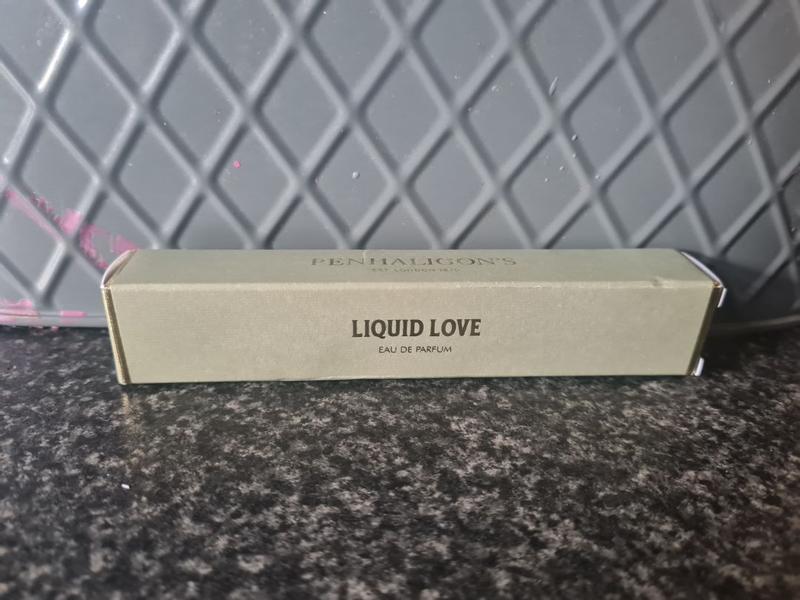 PENHALIGON'S
EST. LONDON 1870
LIQUID LOVE
EAU DE PARFUM